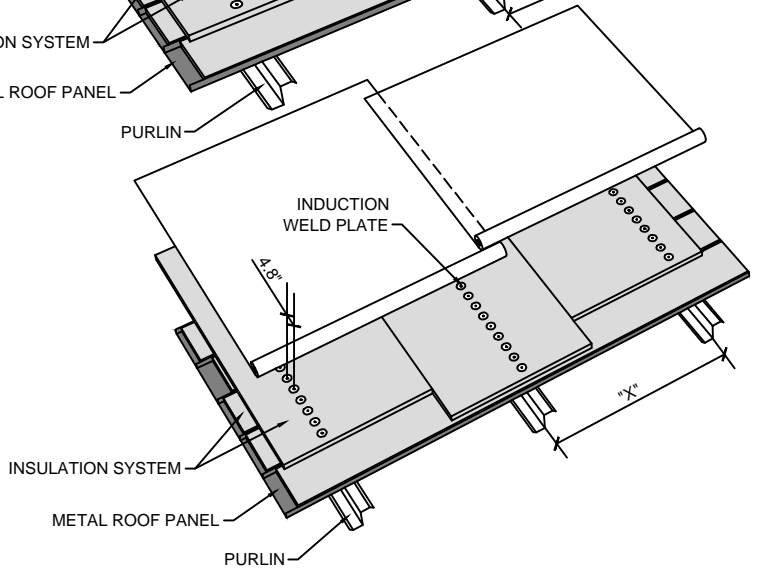 ON SYSTEM
ROOF PANEL
PURLIN
INDUCTION
WELD PLATE
4.8"
"X"
INSULATION SYSTEM
METAL ROOF PANEL
PURLIN